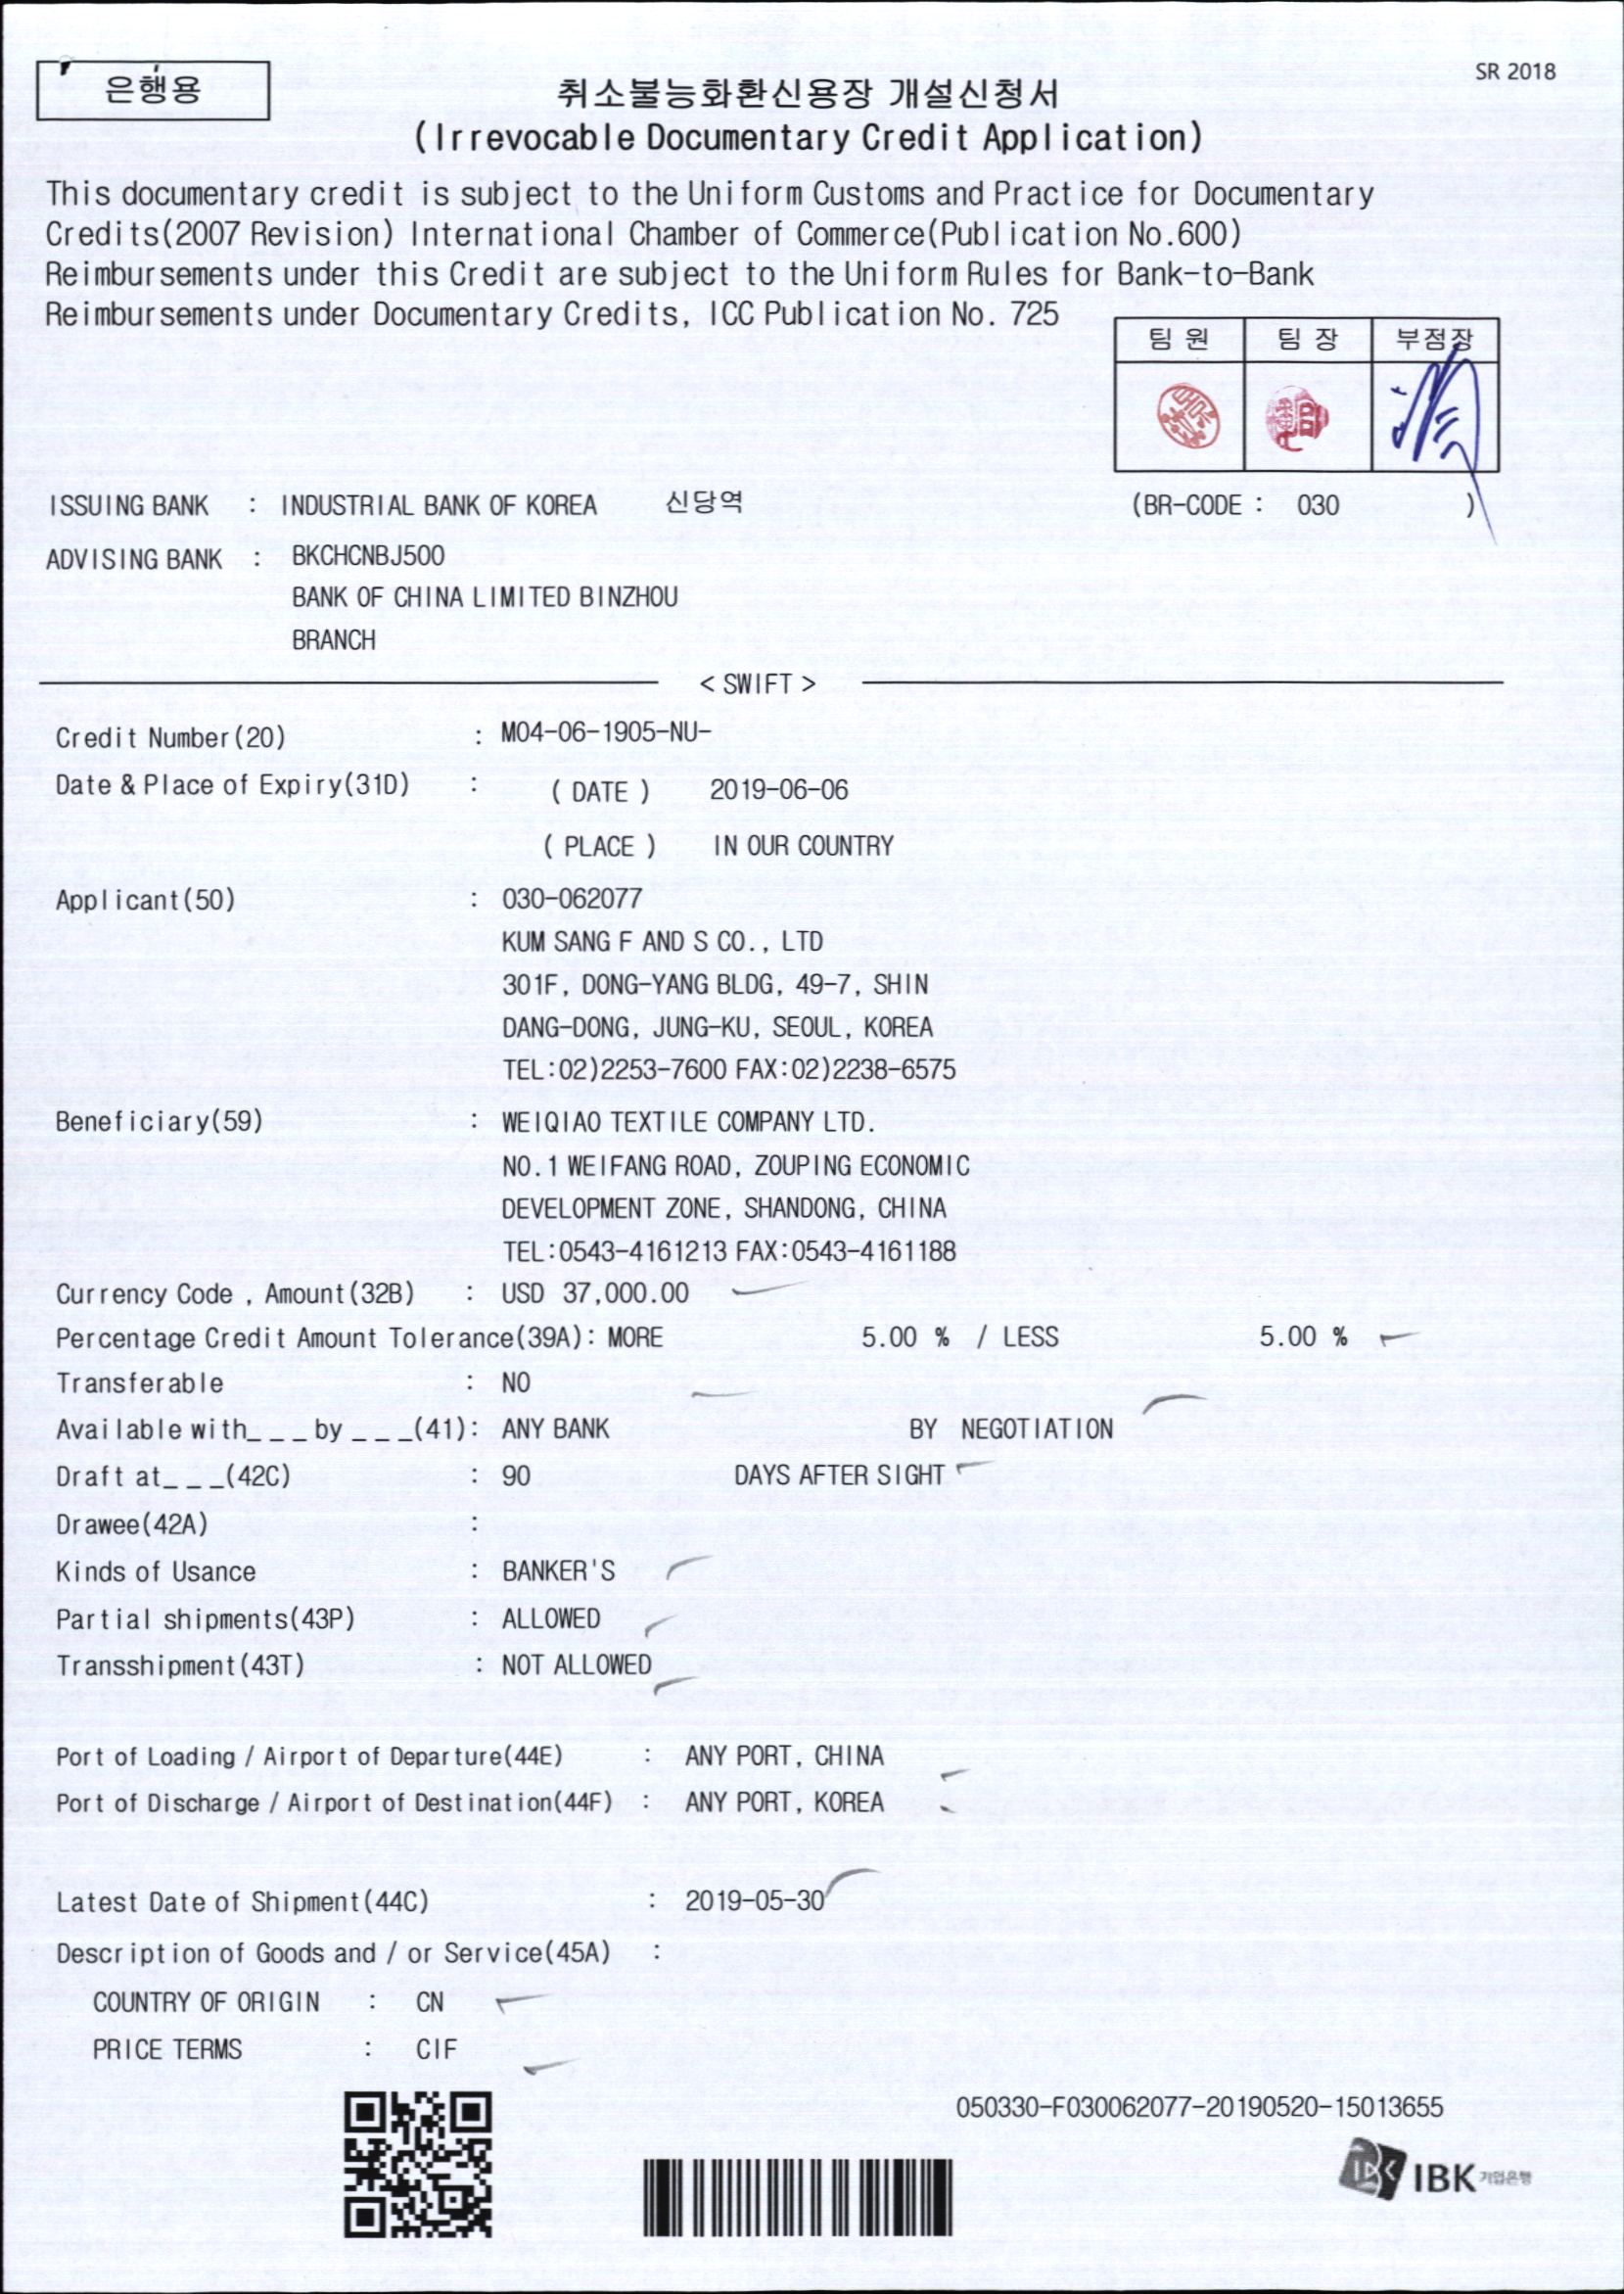 은행용
SR 2018
취소불능화환신용장 개설신청서
(Irrevocable Documentary Credit Application)
This documentary credit is subject to the Uniform Customs and Practice for Documentary
Credits(2007 Revision) International Chamber of Commerce(Publication No.600)
Reimbursements under this Credit are subject to the Uniform Rules for Bank-to-Bank
Reimbursements under Documentary Credits, ICC Publication No. 725
팀 원 팀 장 부점장
ISSUING BANK : INDUSTRIAL BANK OF KOREA 신당역 (BR-CODE : 030 )
ADVISING BANK : BKCHCNBJ500
BANK OF CHINA LIMITED BINZHOU
BRANCH
< SWIFT >
Credit Number(20) : M04-06-1905-NU-
Date & Place of Expiry(31D) : ( DATE ) 2019-06-06
( PLACE ) IN OUR COUNTRY
Applicant(50) : 030-062077
KUM SANG F AND S CO., LTD
301F, DONG-YANG BLDG, 49-7, SHIN
DANG-DONG, JUNG-KU, SEOUL, KOREA
TEL:02)2253-7600 FAX:02)2238-6575
Beneficiary(59) : WEIQIAO TEXTILE COMPANY LTD.
NO.1 WEIFANG ROAD, ZOUPING ECONOMIC
DEVELOPMENT ZONE, SHANDONG, CHINA
TEL:0543-4161213 FAX:0543-4161188
Currency Code , Amount(32B) : USD 37,000.00
Percentage Credit Amount Tolerance(39A): MORE 5.00 % / LESS 5.00 %
Transferable : NO
Available with_ _ _ by _ _ _(41): ANY BANK BY NEGOTIATION
Draft at_ _ _(42C) : 90 DAYS AFTER SIGHT
Drawee(42A) :
Kinds of Usance : BANKER'S
Partial shipments(43P) : ALLOWED
Transshipment(43T) : NOT ALLOWED
Port of Loading / Airport of Departure(44E) : ANY PORT, CHINA
Port of Discharge / Airport of Destination(44F) : ANY PORT, KOREA
Latest Date of Shipment(44C) : 2019-05-30
Description of Goods and / or Service(45A) :
COUNTRY OF ORIGIN : CN
PRICE TERMS : CIF
050330-F030062077-20190520-15013655
IBK 기업은행